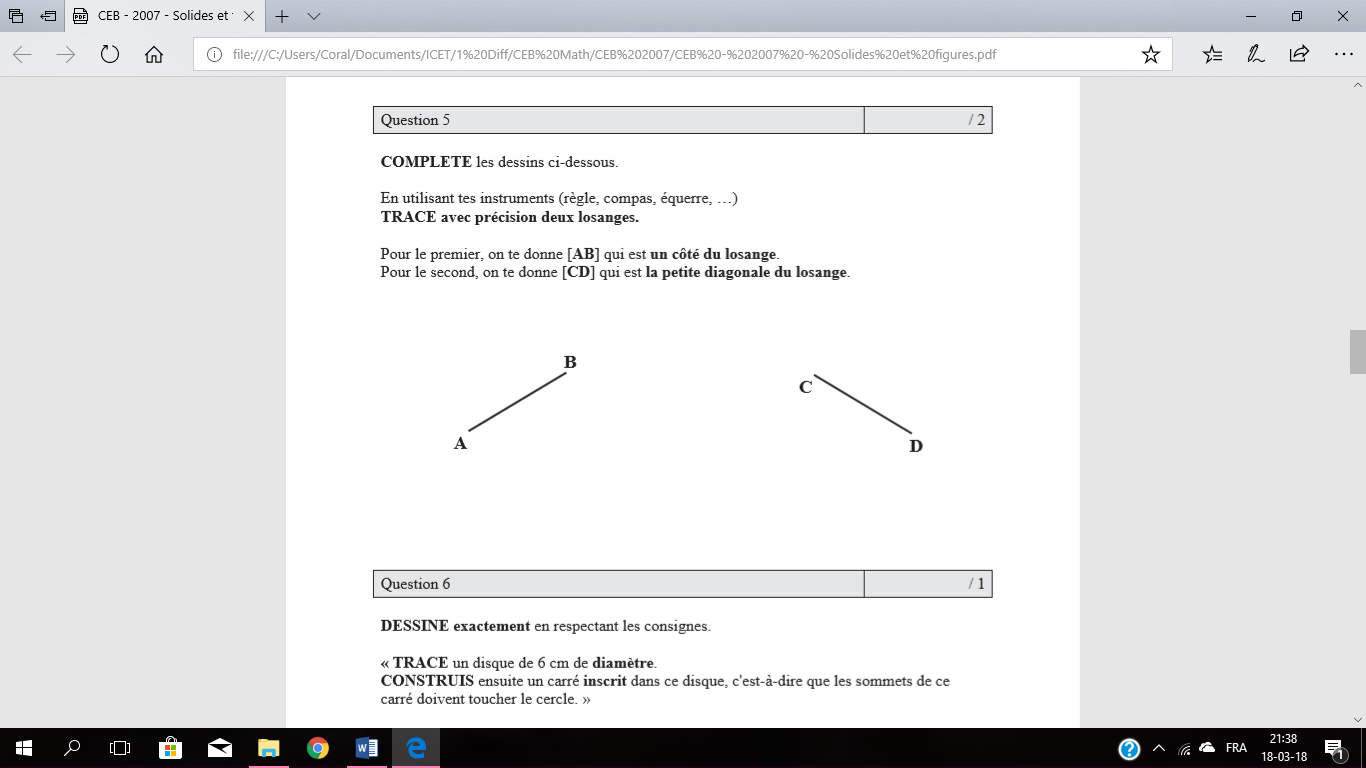 CEB - 2007 - Solides et
file:///C:/Users/Coral/Documents/ICET/1%20Diff/CEB%20Math/CEB%202007/CEB%20-%202007%20-%20Solides%20et%20figures.pdf
Question 5 / 2
COMPLETE les dessins ci-dessous.
En utilisant tes instruments (règle, compas, équerre, …)
TRACE avec précision deux losanges.
Pour le premier, on te donne [AB] qui est un côté du losange.
Pour le second, on te donne [CD] qui est la petite diagonale du losange.
B
C
A
D
Question 6 / 1
DESSINE exactement en respectant les consignes.
« TRACE un disque de 6 cm de diamètre.
CONSTRUIS ensuite un carré inscrit dans ce disque, c'est-à-dire que les sommets de ce
carré doivent toucher le cercle. »
FRA
21:38
18-03-18
1